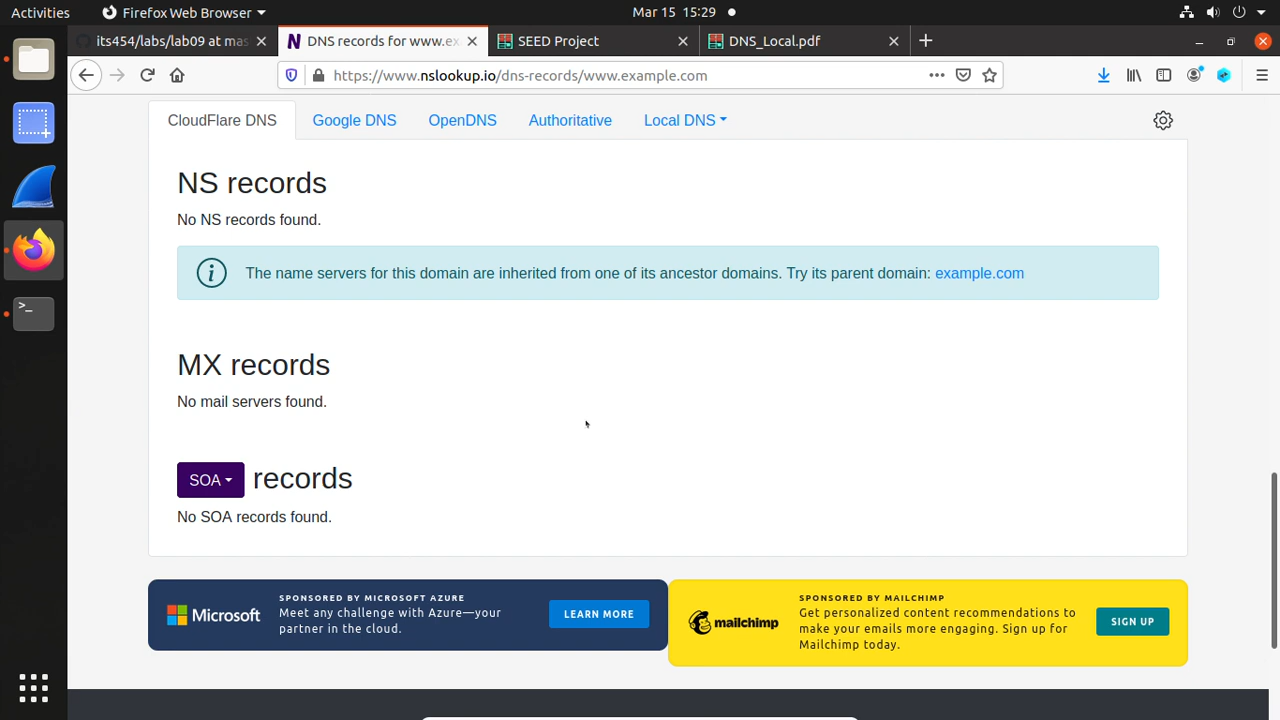 Activities
Firefox Web Browser
Mar 15 15:29
its454/labs/lab09 at mas
DNS records for www.ex
SEED Project
DNS_Local.pdf
https://www.nslookup.io/dns-records/www.example.com
CloudFlare DNS
Google DNS
OpenDNS
Authoritative
Local DNS
NS records
No NS records found.
The name servers for this domain are inherited from one of its ancestor domains. Try its parent domain: example.com
MX records
No mail servers found.
SOA records
No SOA records found.
Microsoft
SPONSORED BY MICROSOFT AZURE
Meet any challenge with Azure—your
partner in the cloud.
LEARN MORE
mailchimp
SPONSORED BY MAILCHIMP
Get personalized content recommendations to
make your emails more engaging. Sign up for
Mailchimp today.
SIGN UP